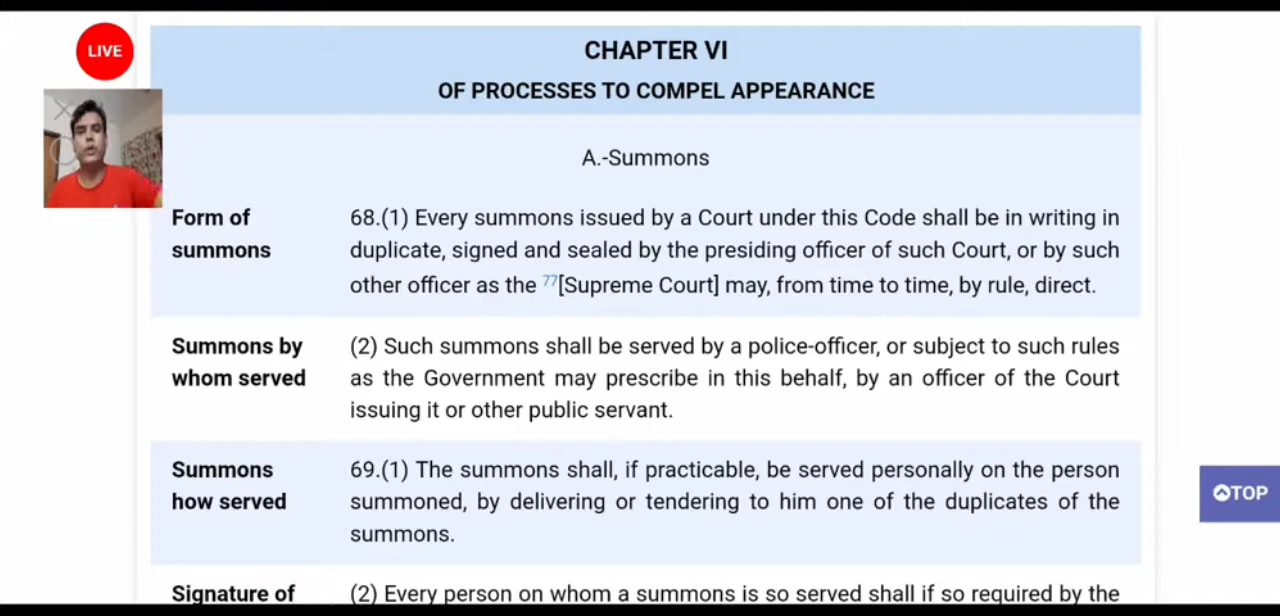 LIVE
CHAPTER VI
OF PROCESSES TO COMPEL APPEARANCE
A.-Summons
Form of
summons
68.(1) Every summons issued by a Court under this Code shall be in writing in
duplicate, signed and sealed by the presiding officer of such Court, or by such
other officer as the 77[Supreme Court] may, from time to time, by rule, direct.
Summons by
whom served
(2) Such summons shall be served by a police-officer, or subject to such rules
as the Government may prescribe in this behalf, by an officer of the Court
issuing it or other public servant.
Summons
how served
69.(1) The summons shall, if practicable, be served personally on the person
summoned, by delivering or tendering to him one of the duplicates of the
summons.
TOP
Signature of
(2) Every person on whom a summons is so served shall if so required by the